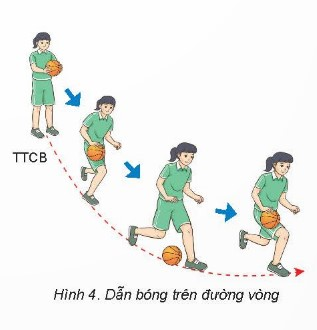 TTCB
Hình 4. Dẫn bóng trên đường vòng